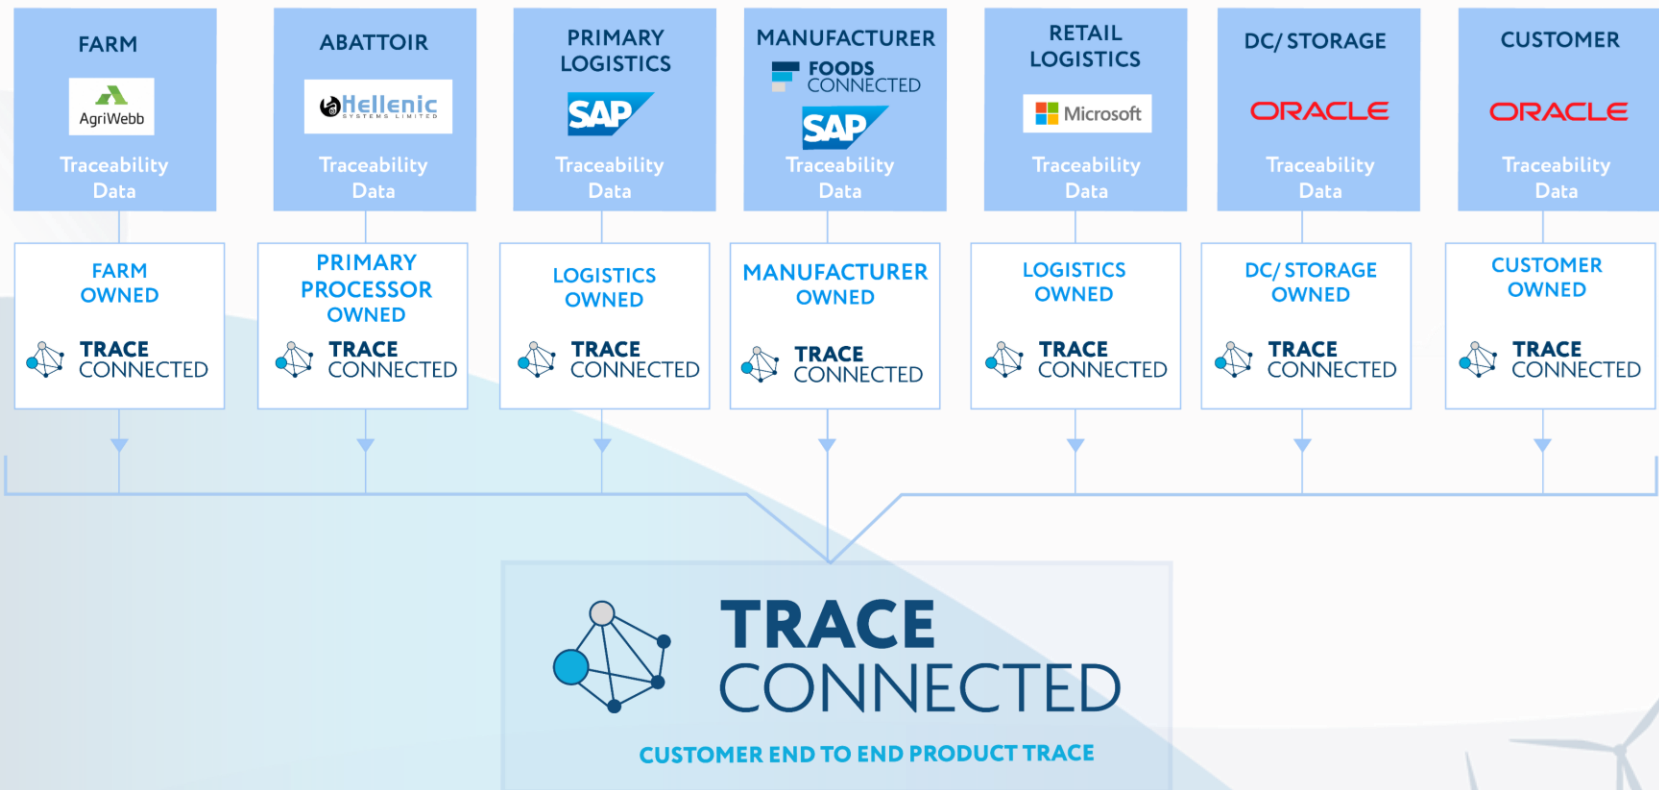 FARM
AgriWebb
Traceability
Data
ABATTOIR
Hellenic
SYSTEMS LIMITED
Traceability
Data
PRIMARY
LOGISTICS
SAP
Traceability
Data
MANUFACTURER
FOODS
CONNECTED
SAP
Traceability
Data
RETAIL
LOGISTICS
Microsoft
Traceability
Data
DC/STORAGE
ORACLE
Traceability
Data
CUSTOMER
ORACLE
Traceability
Data
FARM
OWNED
TRACE
CONNECTED
PRIMARY
PROCESSOR
OWNED
TRACE
CONNECTED
LOGISTICS
OWNED
TRACE
CONNECTED
MANUFACTURER
OWNED
TRACE
CONNECTED
LOGISTICS
OWNED
TRACE
CONNECTED
DC/STORAGE
OWNED
TRACE
CONNECTED
CUSTOMER
OWNED
TRACE
CONNECTED
TRACE
CONNECTED
CUSTOMER END TO END PRODUCT TRACE